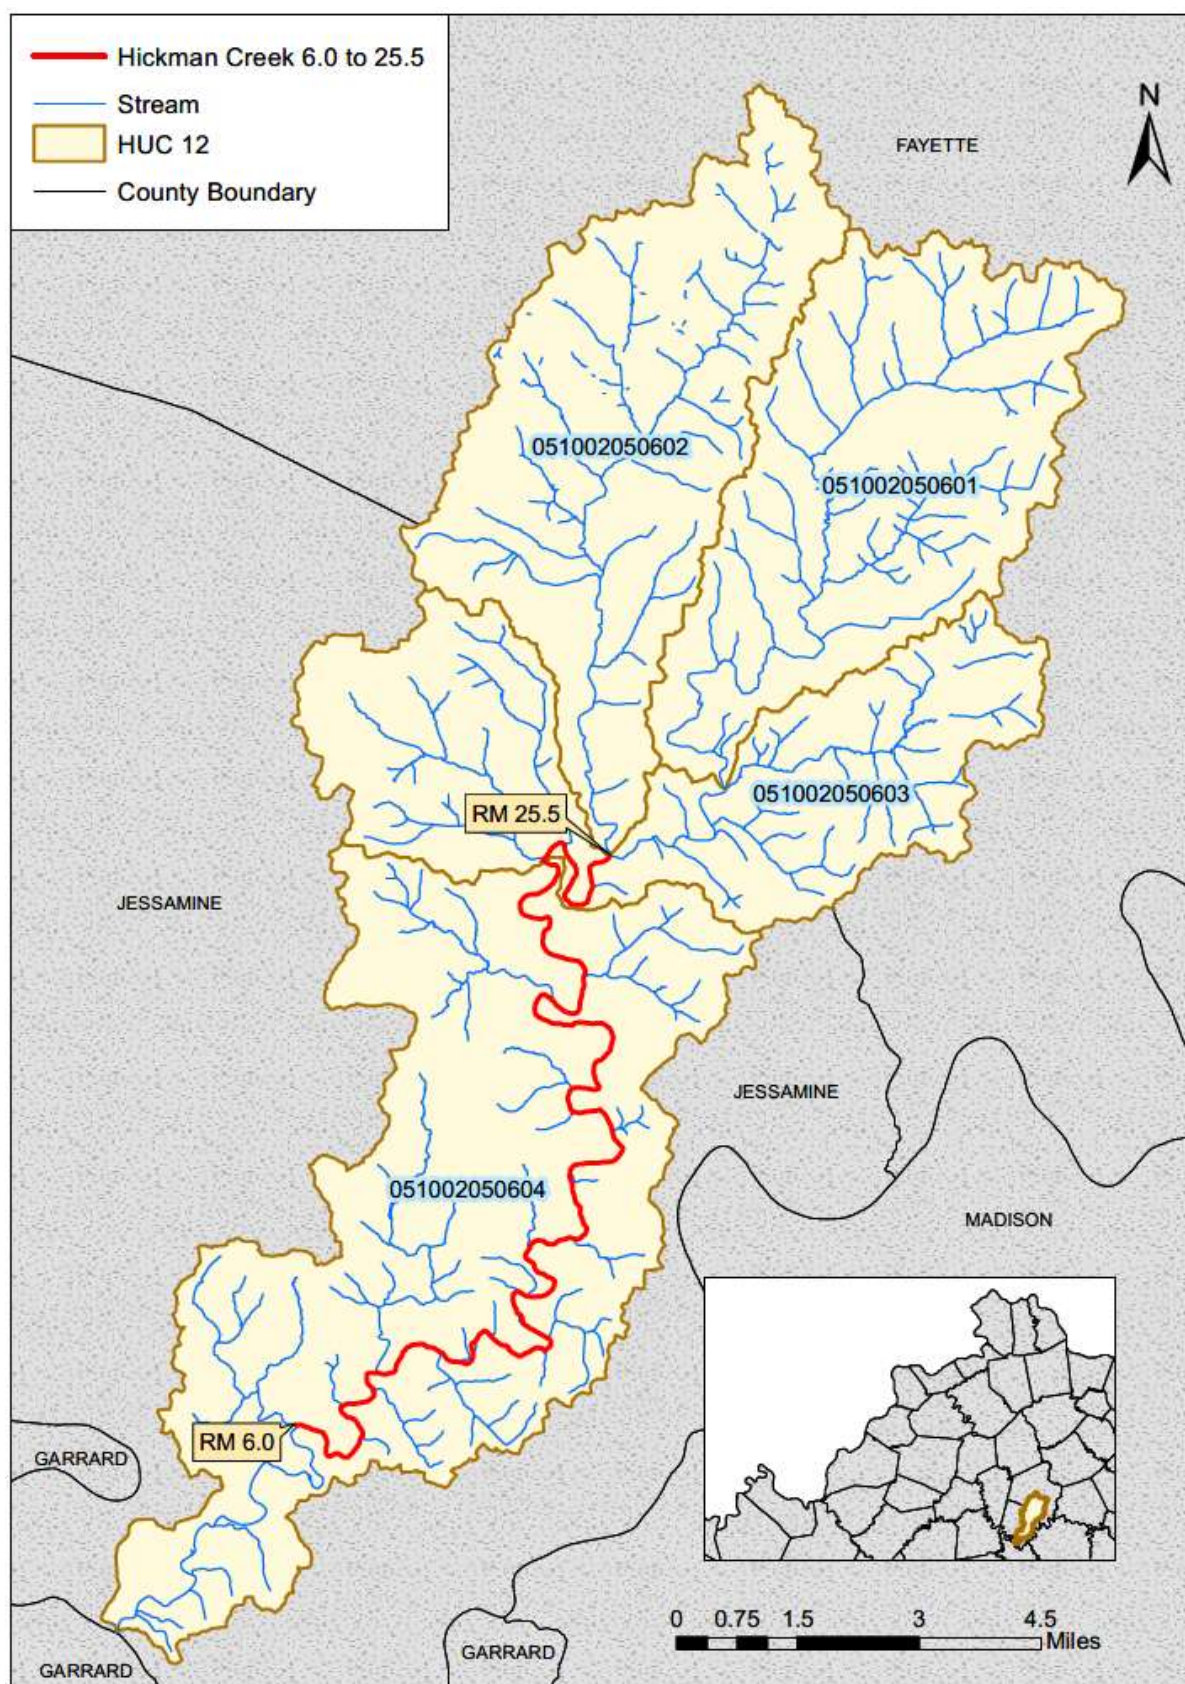 Hickman Creek 6.0 to 25.5
Stream
HUC 12
County Boundary
N
FAYETTE
051002050602
051002050601
051002050603
RM 25.5
JESSAMINE
JESSAMINE
051002050604
MADISON
RM 6.0
GARRARD
0 0.75 1.5 3 4.5
Miles
GARRARD
GARRARD